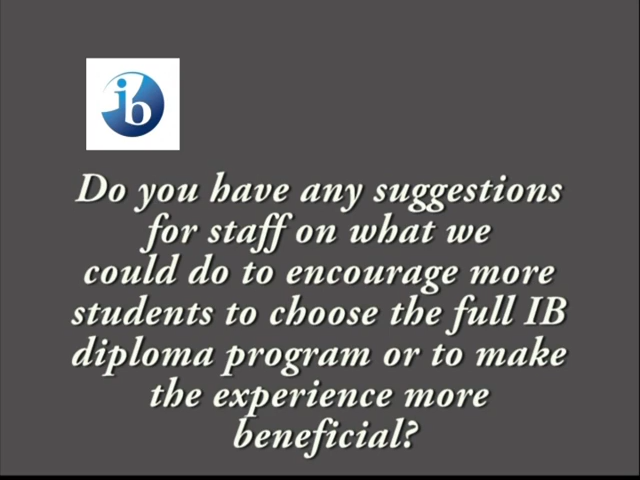 ib
Do you have any suggestions
for staff on what we
could do to encourage more
students to choose the full IB
diploma program or to make
the experience more
beneficial?